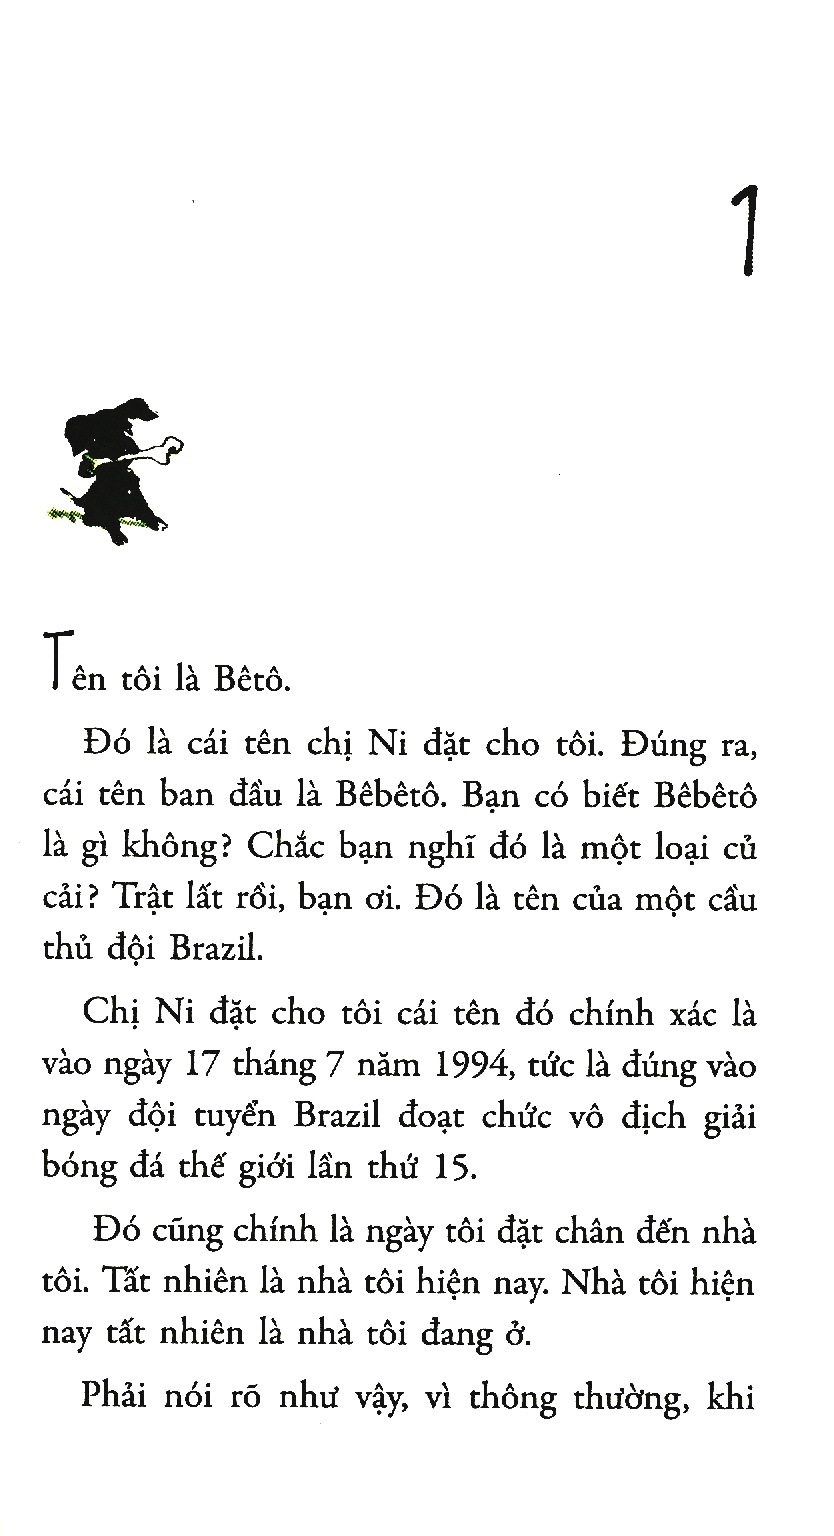 1
Tên tôi là Bêtô.
Đó là cái tên chị Ni đặt cho tôi. Đúng ra,
cái tên ban đầu là Bêbêtô. Bạn có biết Bêbêtô
là gì không? Chắc bạn nghĩ đó là một loại củ
cải? Trật lất rồi, bạn ơi. Đó là tên của một cầu
thủ đội Brazil.
Chị Ni đặt cho tôi cái tên đó chính xác là
vào ngày 17 tháng 7 năm 1994, tức là đúng vào
ngày đội tuyển Brazil đoạt chức vô địch giải
bóng đá thế giới lần thứ 15.
Đó cũng chính là ngày tôi đặt chân đến nhà
tôi. Tất nhiên là nhà tôi hiện nay. Nhà tôi hiện
nay tất nhiên là nhà tôi đang ở.
Phải nói rõ như vậy, vì thông thường, khi